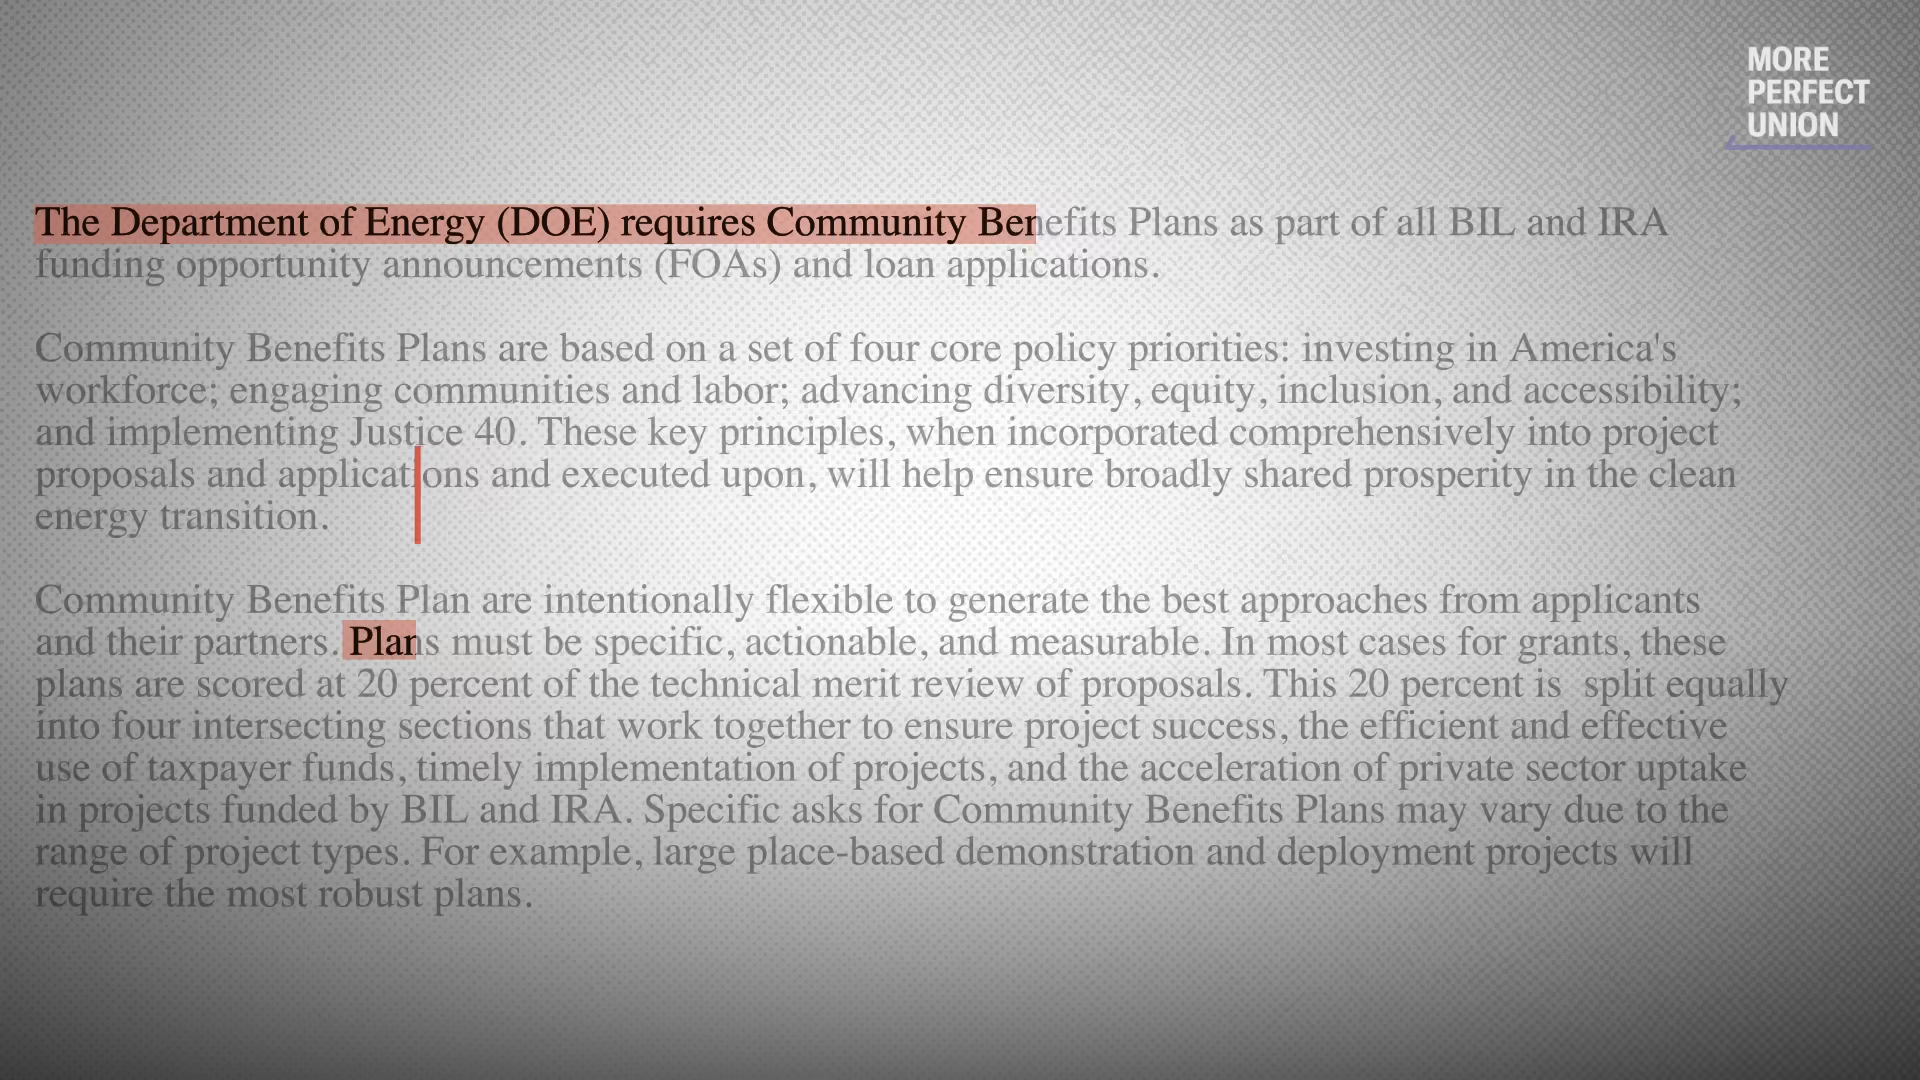 MORE
PERFECT
UNION
The Department of Energy (DOE) requires Community Benefits Plans as part of all BIL and IRA
funding opportunity announcements (FOAs) and loan applications.
Community Benefits Plans are based on a set of four core policy priorities: investing in America's
workforce; engaging communities and labor; advancing diversity, equity, inclusion, and accessibility;
and implementing Justice 40. These key principles, when incorporated comprehensively into project
proposals and applications and executed upon, will help ensure broadly shared prosperity in the clean
energy transition.
Community Benefits Plan are intentionally flexible to generate the best approaches from applicants
and their partners. Plans must be specific, actionable, and measurable. In most cases for grants, these
plans are scored at 20 percent of the technical merit review of proposals. This 20 percent is  split equally
into four intersecting sections that work together to ensure project success, the efficient and effective
use of taxpayer funds, timely implementation of projects, and the acceleration of private sector uptake
in projects funded by BIL and IRA. Specific asks for Community Benefits Plans may vary due to the
range of project types. For example, large place-based demonstration and deployment projects will
require the most robust plans.